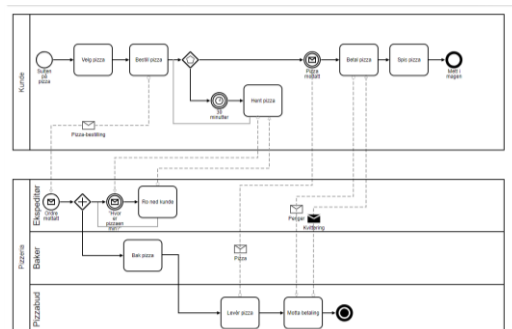 Kunde
Sulten
på
pizza
Velg pizza
Bestill pizza
Pizza
mottatt
Betal pizza
Spis pizza
Mett i
magen
minutter
Hent pizza
Pizza-bestilling
Pizzeria
Ekspeditør
Ordre
mottatt
"Hvor
er
pizzaen
min?"
Ro ned kunde
Penger
Kvittering
Pizza
Baker
Bak pizza
Pizzabud
Lever pizza
Motta betaling